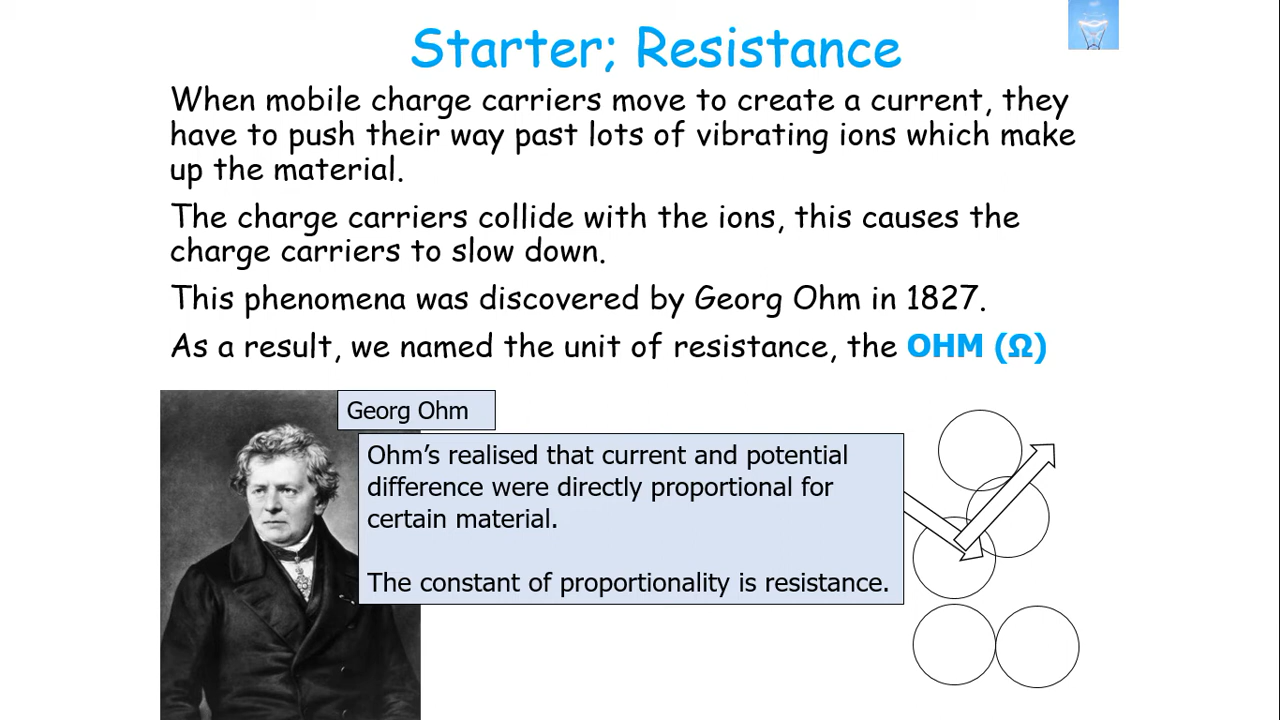 Starter; Resistance
When mobile charge carriers move to create a current, they
have to push their way past lots of vibrating ions which make
up the material.
The charge carriers collide with the ions, this causes the
charge carriers to slow down.
This phenomena was discovered by Georg Ohm in 1827.
As a result, we named the unit of resistance, the OHM (Ω)
Georg Ohm
Ohm’s realised that current and potential
difference were directly proportional for
certain material.
The constant of proportionality is resistance.